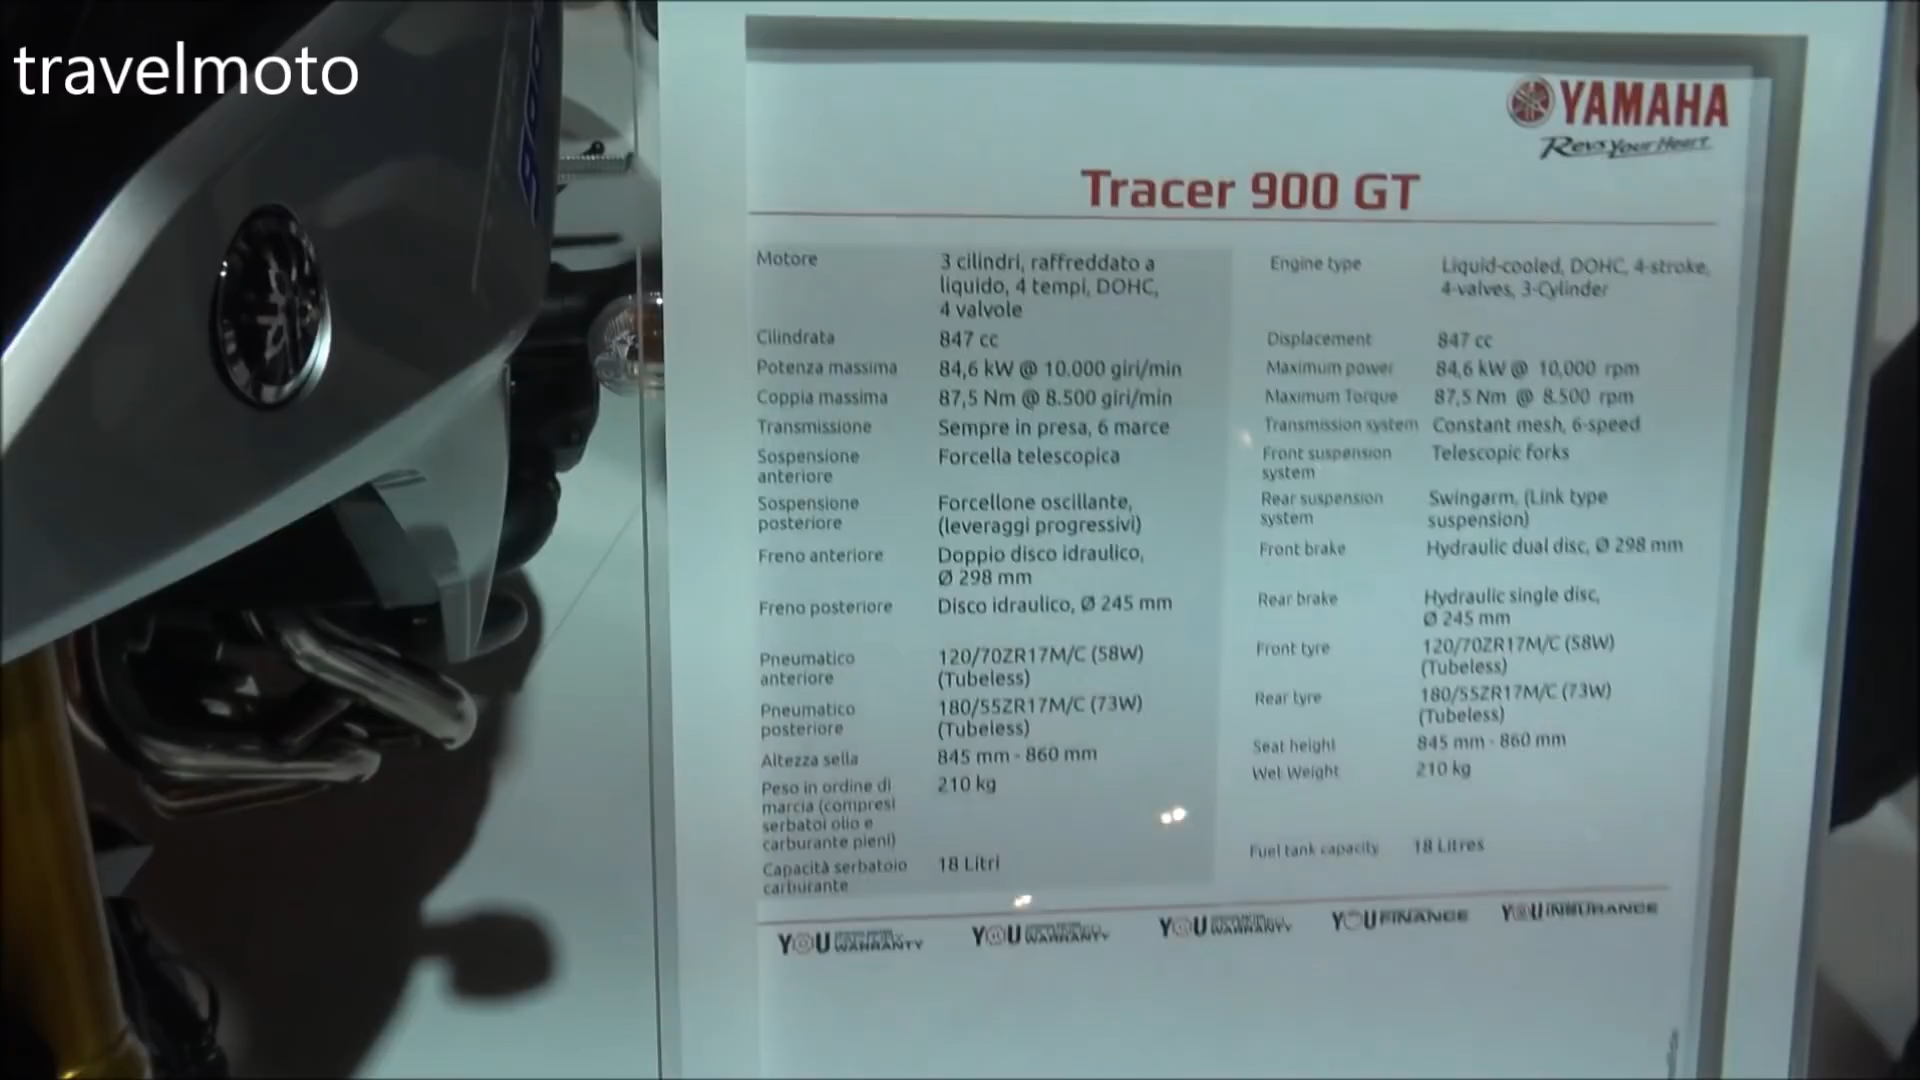 travelmoto
YAMAHA
Revs Your Heart
Tracer 900 GT
Motore
3 cilindri, raffreddato a
liquido, 4 tempi, DOHC,
4 valvole
Cilindrata
847 cc
Potenza massima
84,6 kW @ 10.000 giri/min
Coppia massima
87,5 Nm @ 8.500 giri/min
Transmissione
Sempre in presa, 6 marce
Sospensione
anteriore
Forcella telescopica
Sospensione
posteriore
Forcellone oscillante,
(leveraggi progressivi)
Freno anteriore
Doppio disco idraulico,
Ø 298 mm
Freno posteriore
Disco idraulico, Ø 245 mm
Pneumatico
anteriore
120/70ZR17M/C (58W)
(Tubeless)
Pneumatico
posteriore
180/55ZR17M/C (73W)
(Tubeless)
Altezza sella
845 mm - 860 mm
Peso in ordine di
marcia (compresi
serbatoi olio e
carburante pieni)
210 kg
Capacità serbatoio
carburante
18 Litri
Engine type
Liquid-cooled, DOHC, 4-stroke,
4-valves, 3-Cylinder
Displacement
847 cc
Maximum power
84,6 kW @ 10,000 rpm
Maximum Torque
87,5 Nm @ 8.500 rpm
Transmission system
Constant mesh, 6-speed
Front suspension
system
Telescopic forks
Rear suspension
system
Swingarm, (Link type
suspension)
Front brake
Hydraulic dual disc, Ø 298 mm
Rear brake
Hydraulic single disc,
Ø 245 mm
Front tyre
120/70ZR17M/C (58W)
(Tubeless)
Rear tyre
180/55ZR17M/C (73W)
(Tubeless)
Seat height
845 mm - 860 mm
Wet Weight
210 kg
Fuel tank capacity
18 Litres
YOU WARRANTY
YOU WARRANTY
YOU WARRANTY
YOU FINANCE
YOU INSURANCE